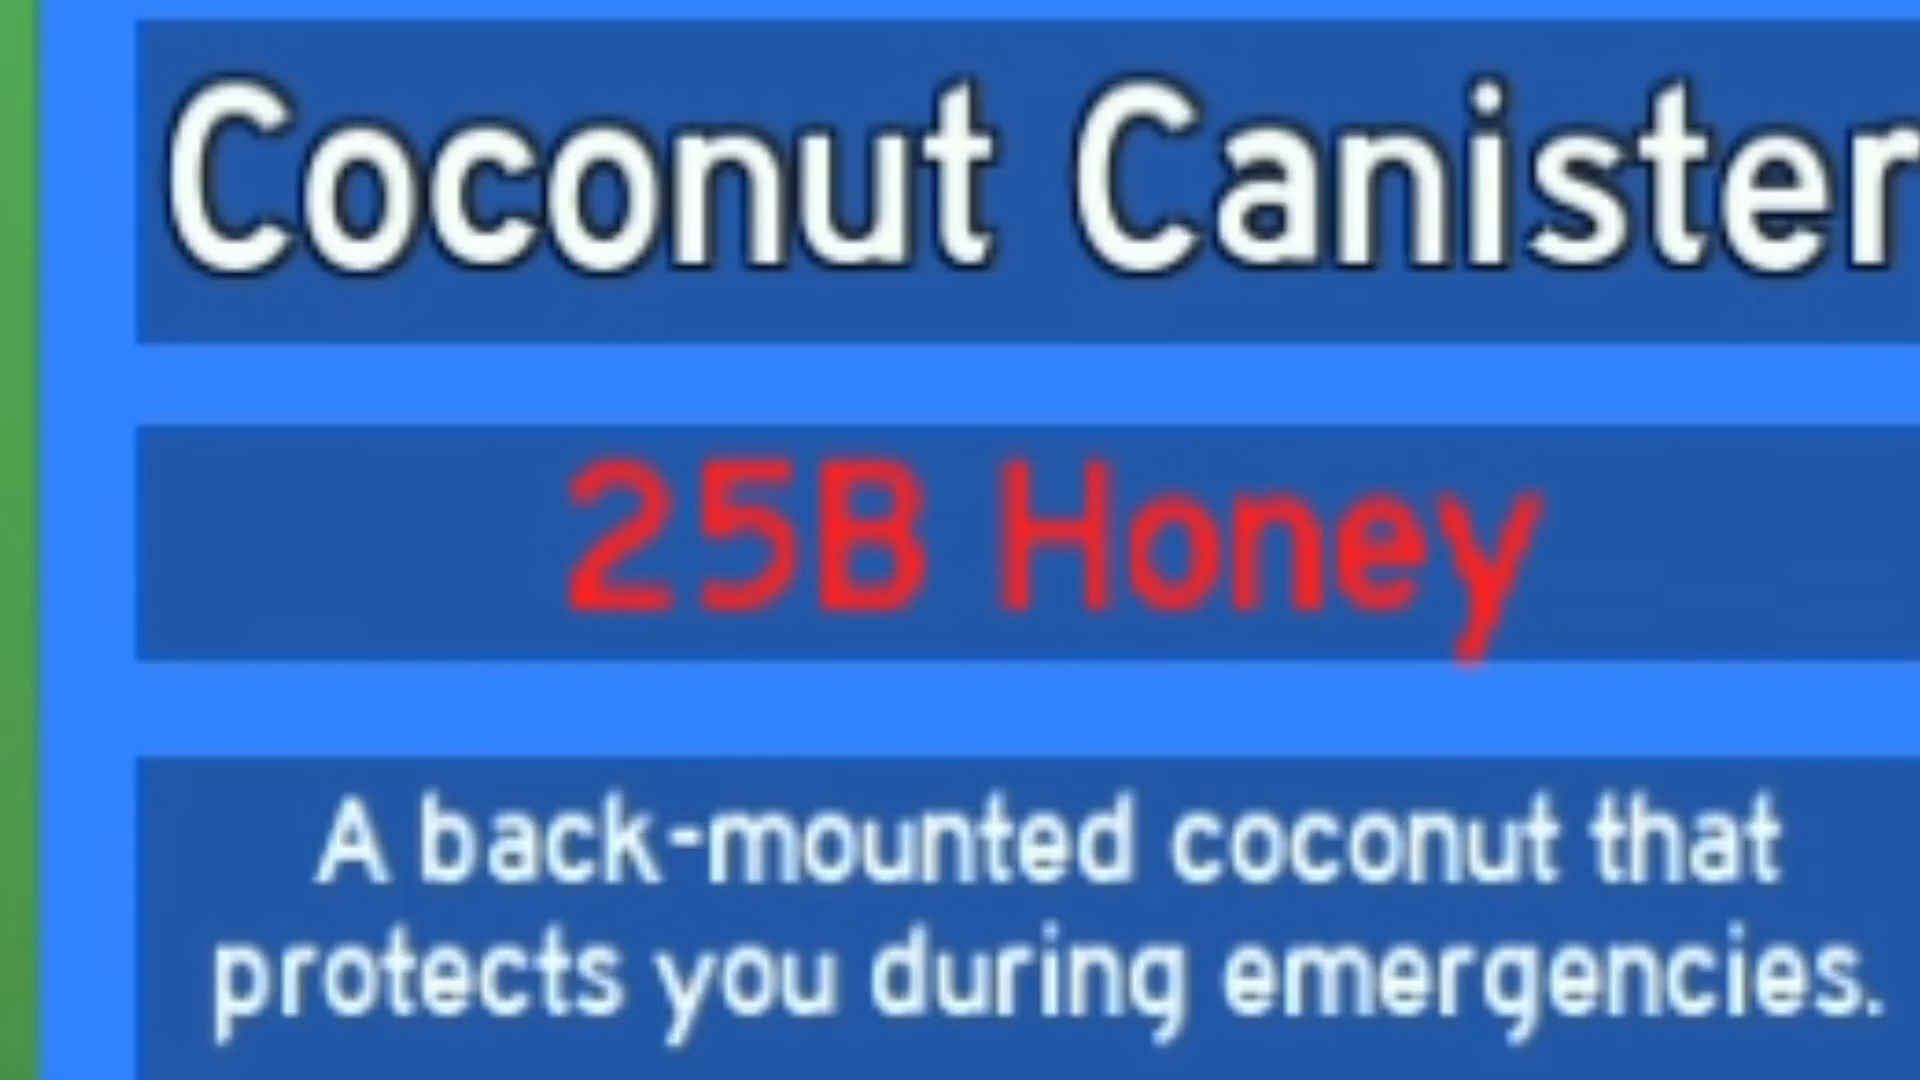 Coconut Canister
25B Honey
A back-mounted coconut that
protects you during emergencies.